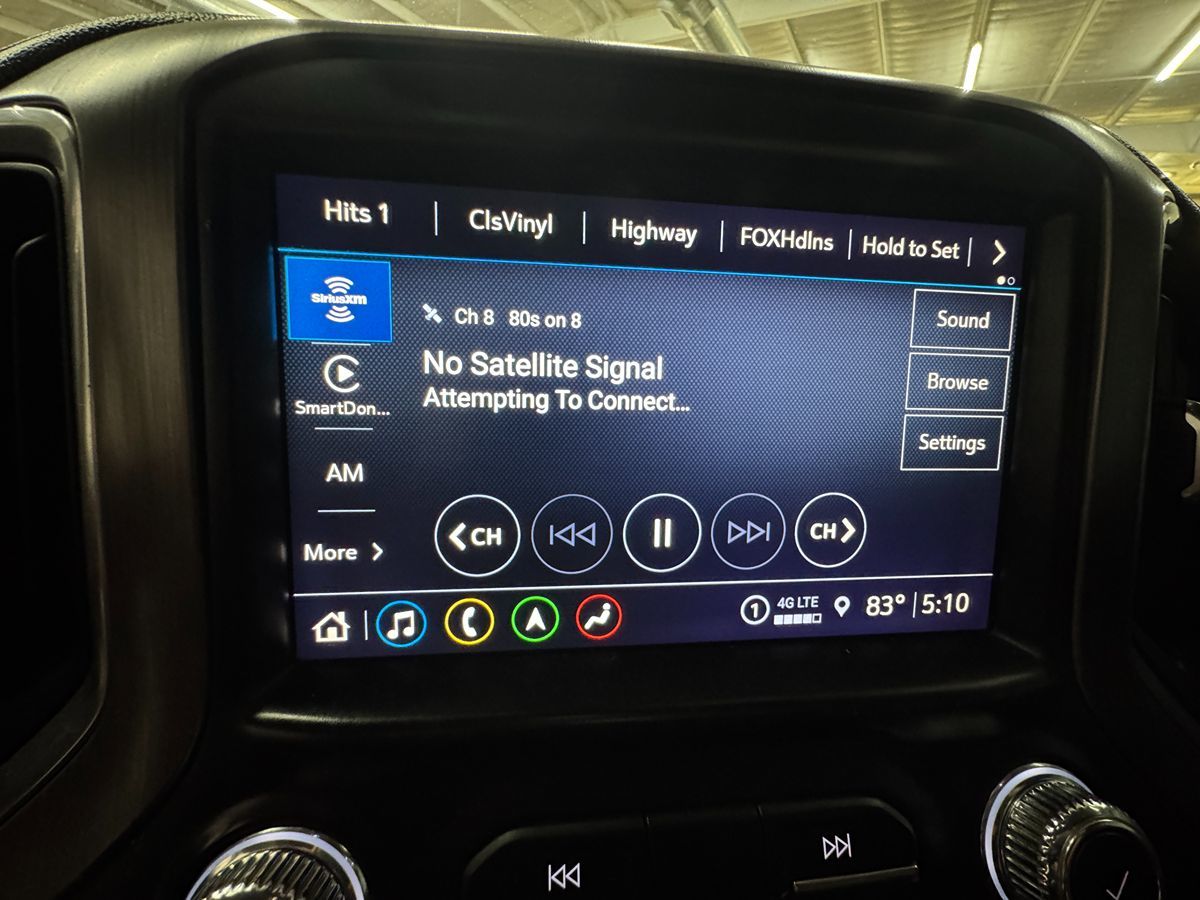 Hits 1 | ClsVinyl | Highway | FOXHdlns | Hold to Set |
SiriusXM
Ch 8 80s on 8
No Satellite Signal
Attempting To Connect...
Sound
Browse
Settings
SmartDon...
AM
More
CH
CH
1 4G LTE 83° | 5:10